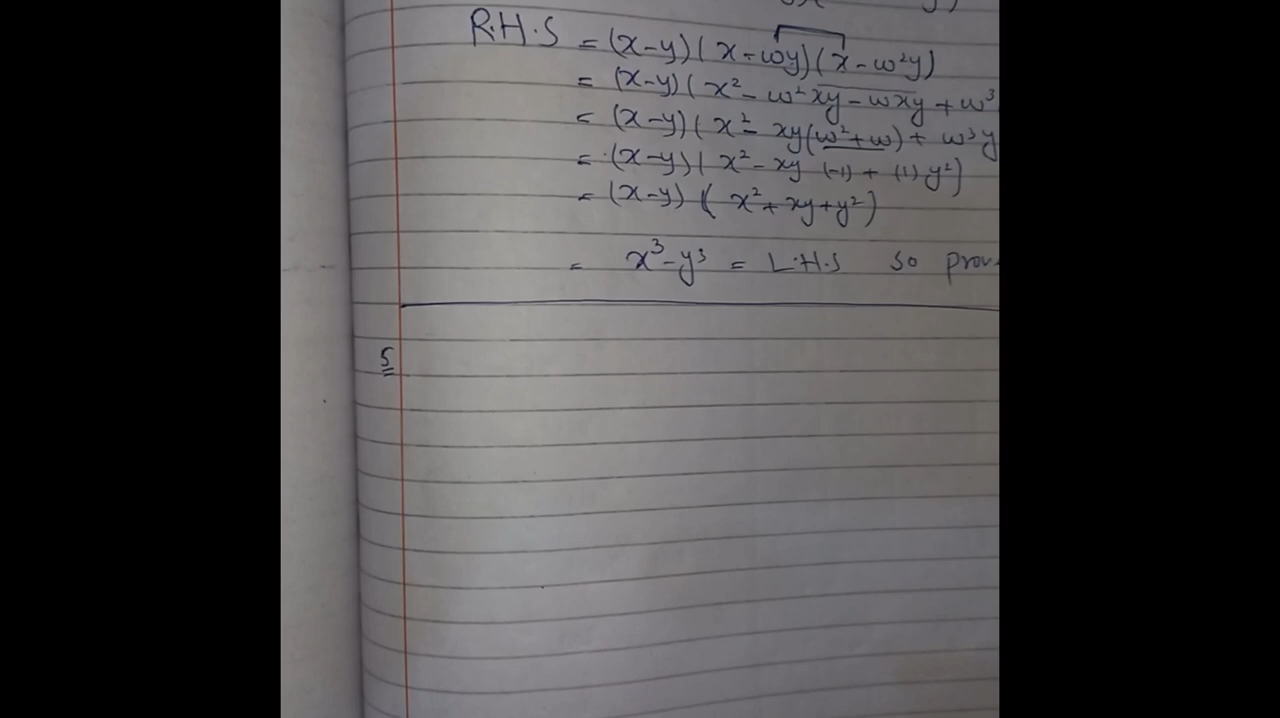 R.H.S = (x-y)(x-ωy)(x-ω²y)
= (x-y)(x²-ω²xy-ωxy+ω³
= (x-y)(x²-xy(ω²+ω)+ω³y
= (x-y)(x²-xy(-1)+(1)y²)
= (x-y)(x²+xy+y²)
= x³-y³ = L.H.S so prov
5